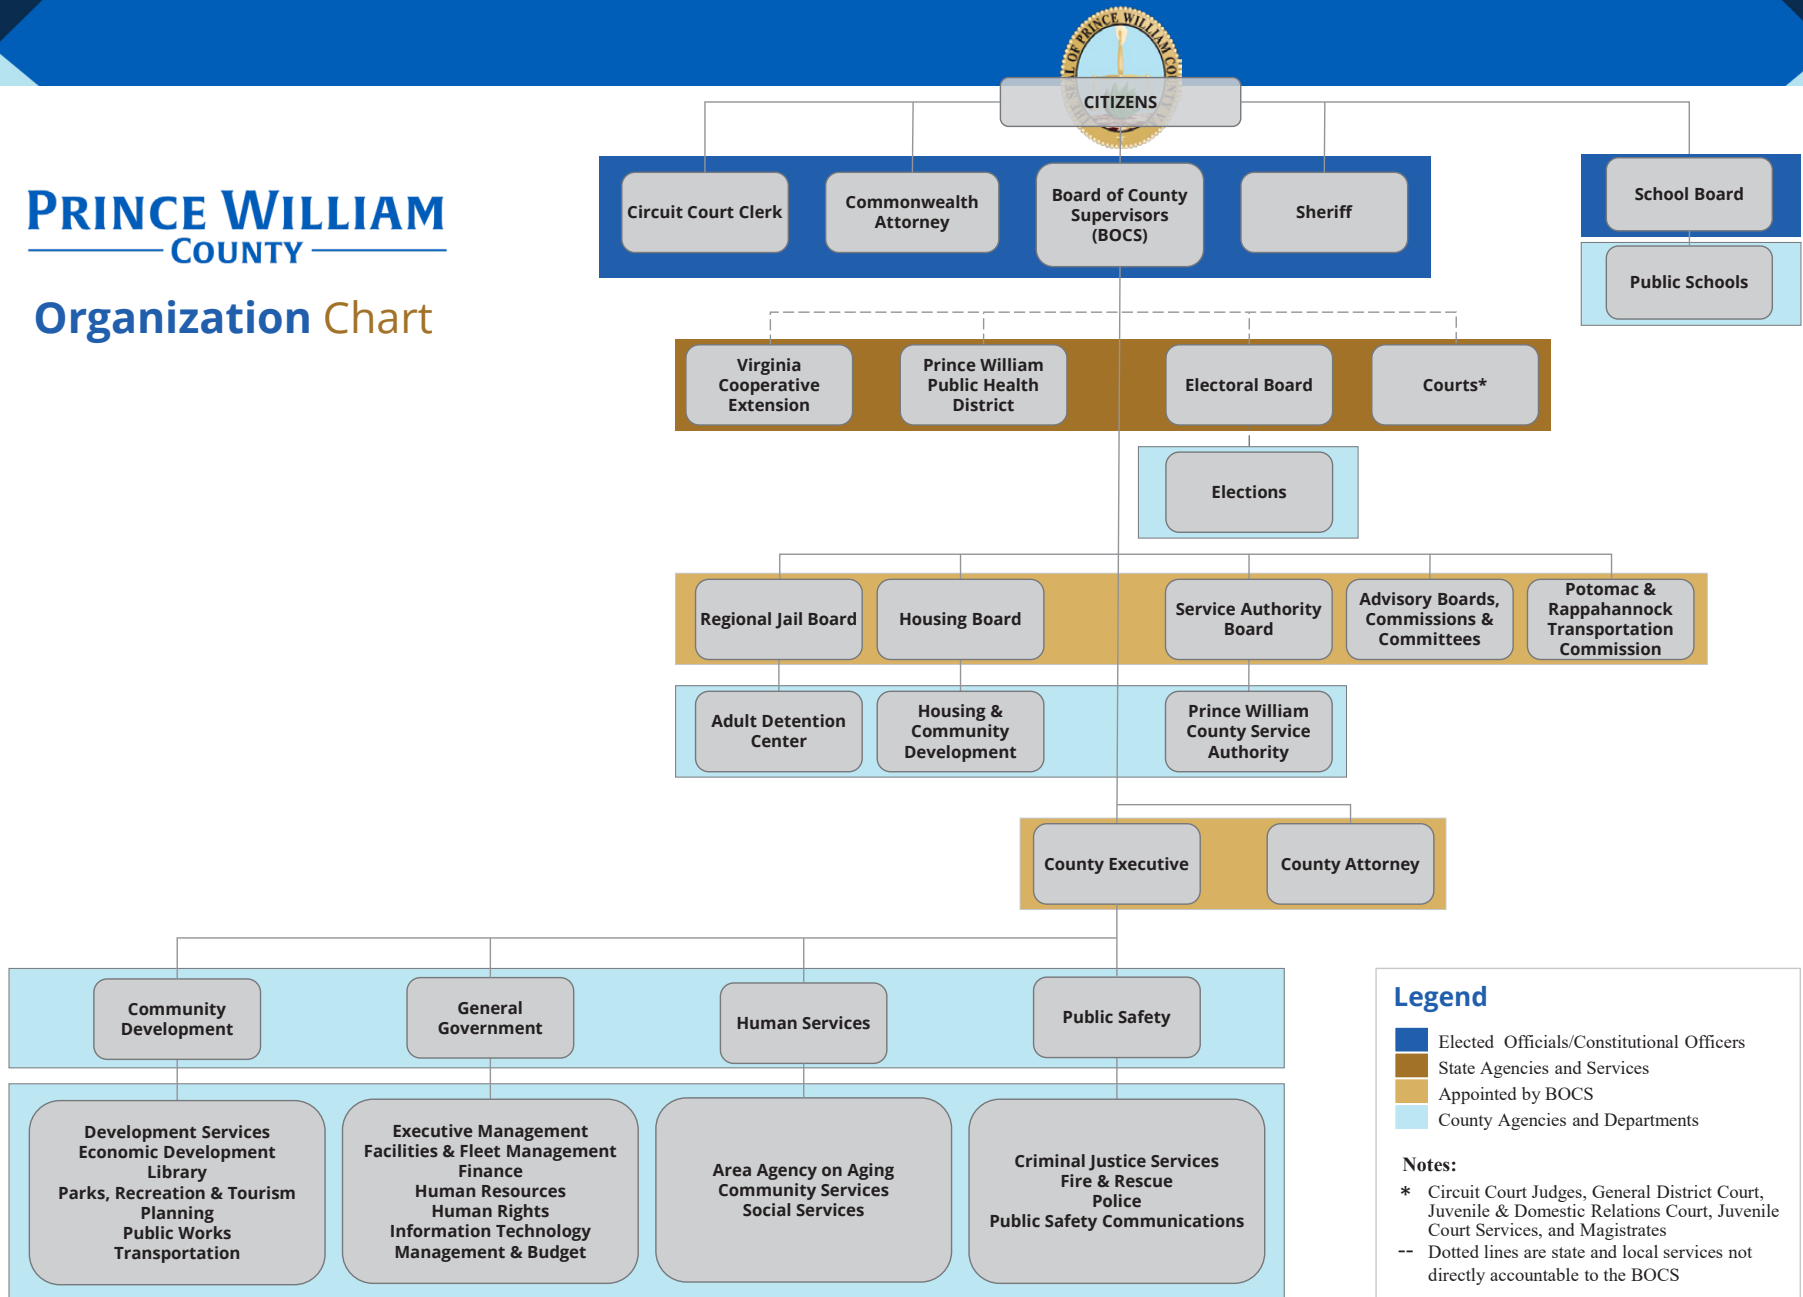 THE SEAL OF PRINCE WILLIAM COUNTY VA
CITIZENS
PRINCE WILLIAM
COUNTY
Organization Chart
Circuit Court Clerk
Commonwealth
Attorney
Board of County
Supervisors
(BOCS)
Sheriff
School Board
Public Schools
Virginia
Cooperative
Extension
Prince William
Public Health
District
Electoral Board
Courts*
Elections
Regional Jail Board
Housing Board
Service Authority
Board
Advisory Boards,
Commissions &
Committees
Potomac &
Rappahannock
Transportation
Commission
Adult Detention
Center
Housing &
Community
Development
Prince William
County Service
Authority
County Executive
County Attorney
Community
Development
General
Government
Human Services
Public Safety
Development Services
Economic Development
Library
Parks, Recreation & Tourism
Planning
Public Works
Transportation
Executive Management
Facilities & Fleet Management
Finance
Human Resources
Human Rights
Information Technology
Management & Budget
Area Agency on Aging
Community Services
Social Services
Criminal Justice Services
Fire & Rescue
Police
Public Safety Communications
Legend
Elected Officials/Constitutional Officers
State Agencies and Services
Appointed by BOCS
County Agencies and Departments
Notes:
* Circuit Court Judges, General District Court,
Juvenile & Domestic Relations Court, Juvenile
Court Services, and Magistrates
-- Dotted lines are state and local services not
directly accountable to the BOCS